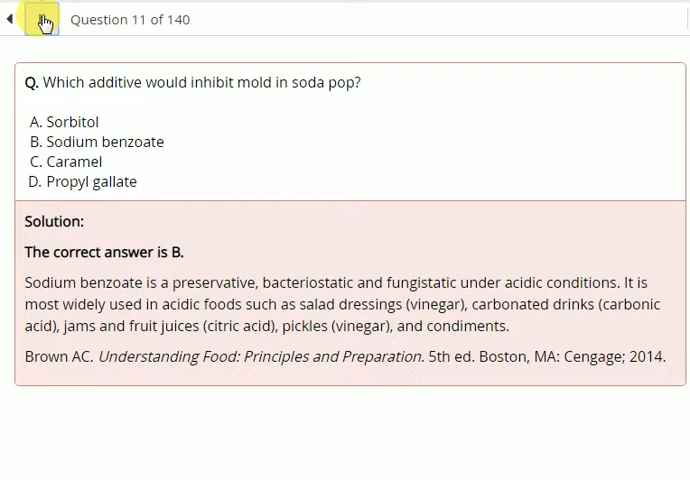 Question 11 of 140
Q. Which additive would inhibit mold in soda pop?
A. Sorbitol
B. Sodium benzoate
C. Caramel
D. Propyl gallate
Solution:
The correct answer is B.
Sodium benzoate is a preservative, bacteriostatic and fungistatic under acidic conditions. It is
most widely used in acidic foods such as salad dressings (vinegar), carbonated drinks (carbonic
acid), jams and fruit juices (citric acid), pickles (vinegar), and condiments.
Brown AC. Understanding Food: Principles and Preparation. 5th ed. Boston, MA: Cengage; 2014.